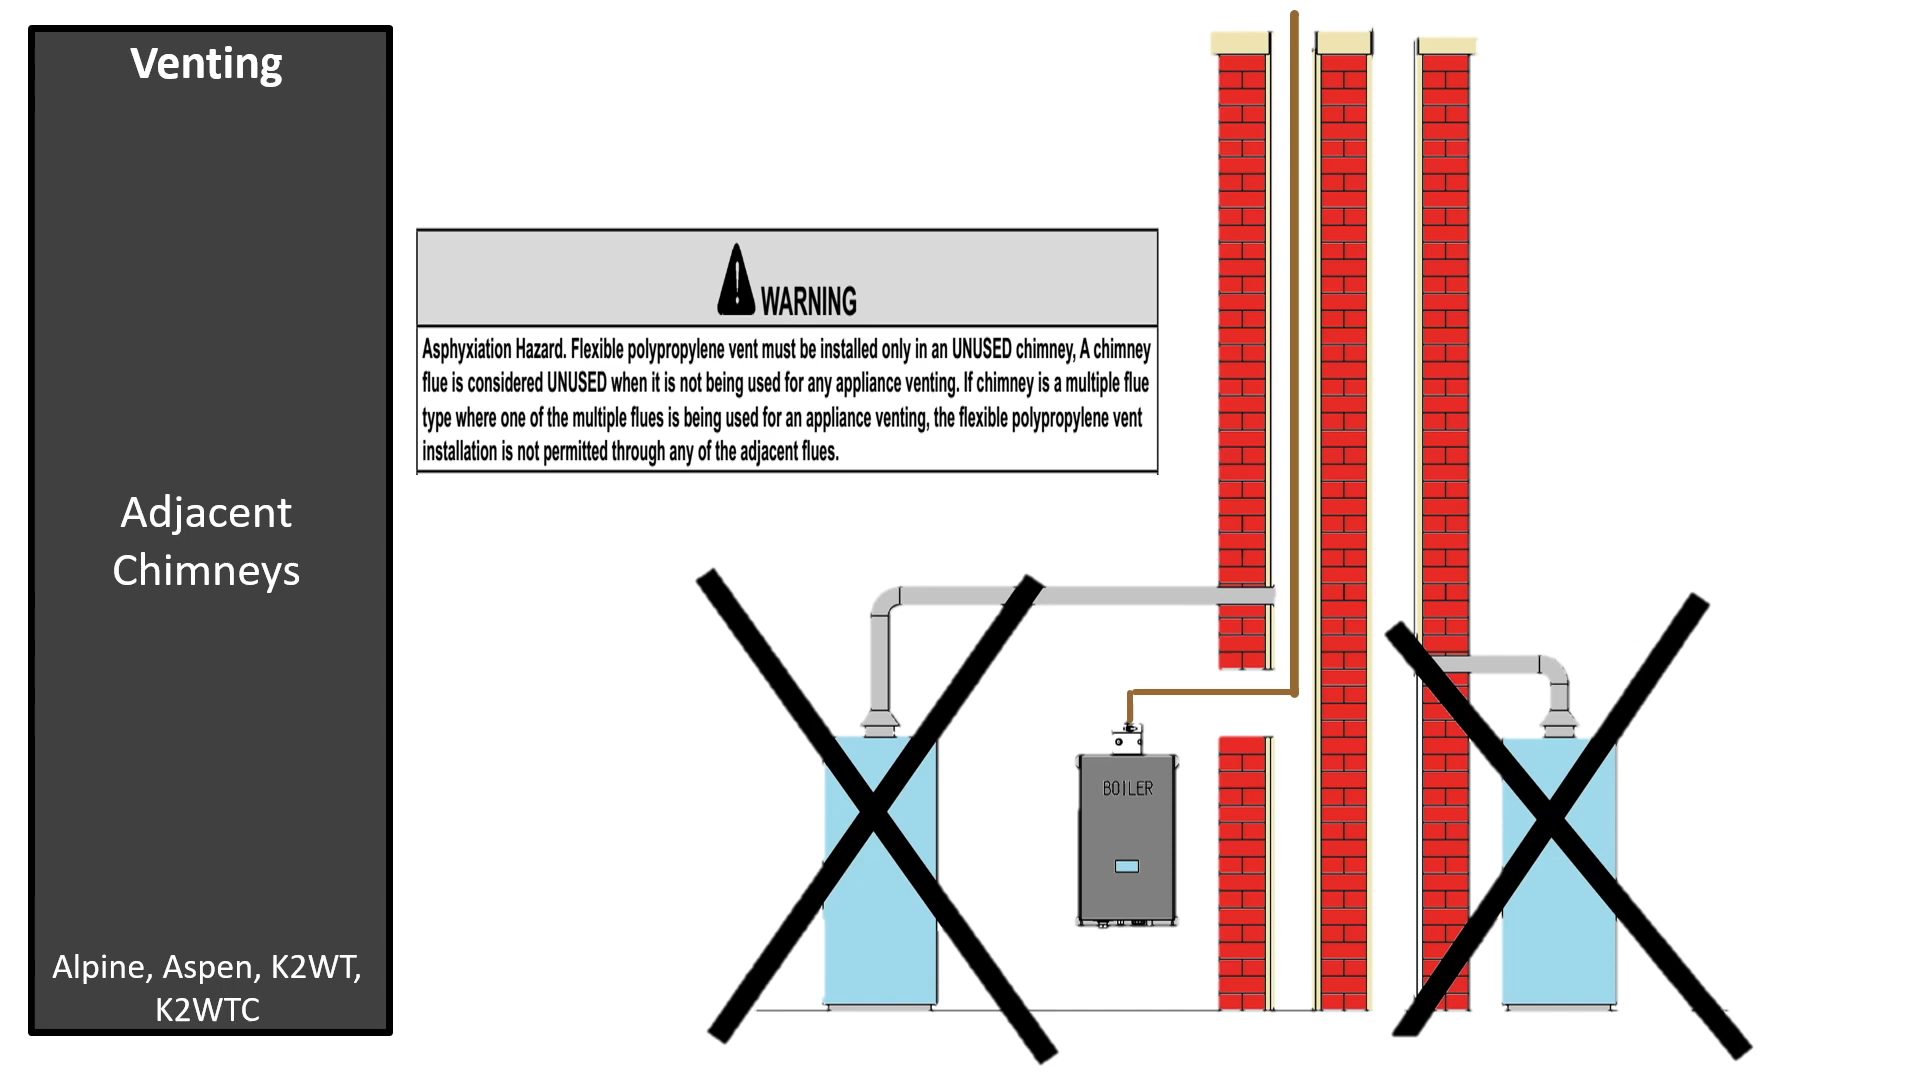 Venting
Adjacent
Chimneys
Alpine, Aspen, K2WT,
K2WTC
WARNING
Asphyxiation Hazard. Flexible polypropylene vent must be installed only in an UNUSED chimney, A chimney
flue is considered UNUSED when it is not being used for any appliance venting. If chimney is a multiple flue
type where one of the multiple flues is being used for an appliance venting, the flexible polypropylene vent
installation is not permitted through any of the adjacent flues.
BOILER